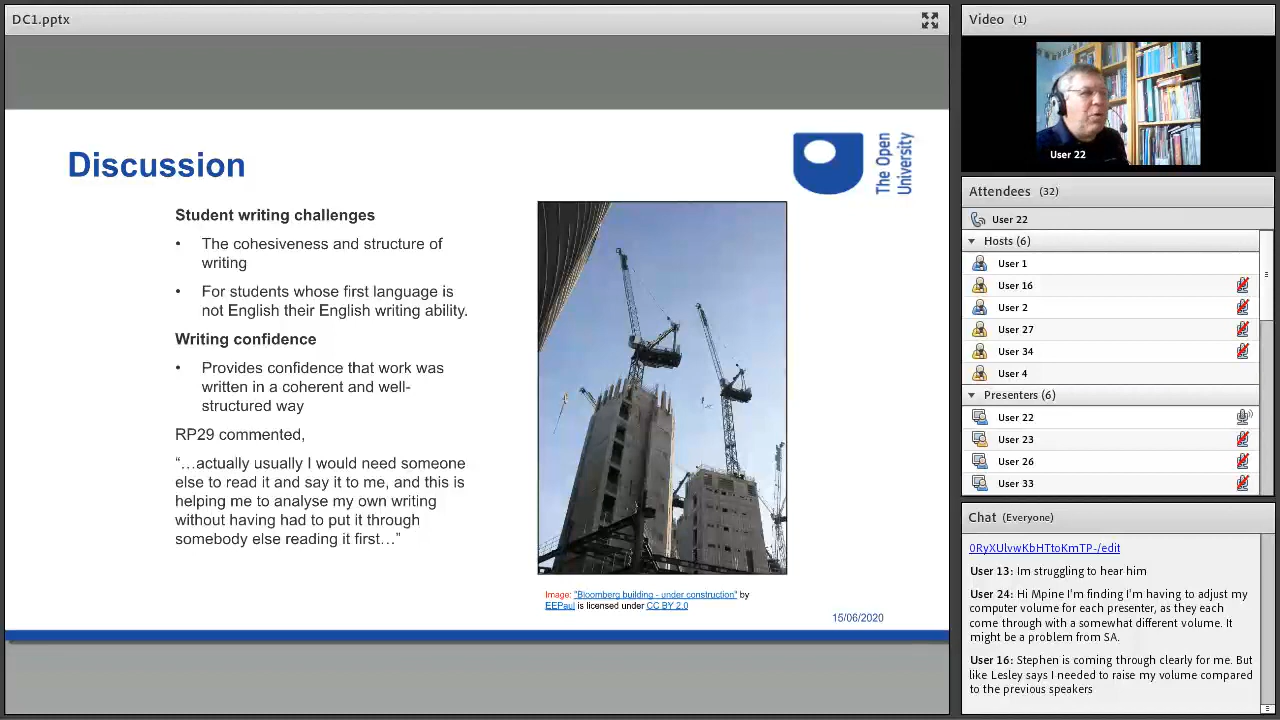 DC1.pptx
Discussion
The Open
University
Student writing challenges
• The cohesiveness and structure of
writing
• For students whose first language is
not English their English writing ability.
Writing confidence
• Provides confidence that work was
written in a coherent and well-
structured way
RP29 commented,
“…actually usually I would need someone
else to read it and say it to me, and this is
helping me to analyse my own writing
without having had to put it through
somebody else reading it first…”
Image: "Bloomberg building - under construction" by
EEPaul is licensed under CC BY 2.0
15/06/2020
Video (1)
User 22
Attendees (32)
User 22
Hosts (6)
User 1
User 16
User 2
User 27
User 34
User 4
Presenters (6)
User 22
User 23
User 26
User 33
Chat (Everyone)
0RyXUlvwKbHTtoKmTP-/edit
User 13: Im struggling to hear him
User 24: Hi Mpine I'm finding I'm having to adjust my
computer volume for each presenter, as they each
come through with a somewhat different volume. It
might be a problem from SA.
User 16: Stephen is coming through clearly for me. But
like Lesley says I needed to raise my volume compared
to the previous speakers